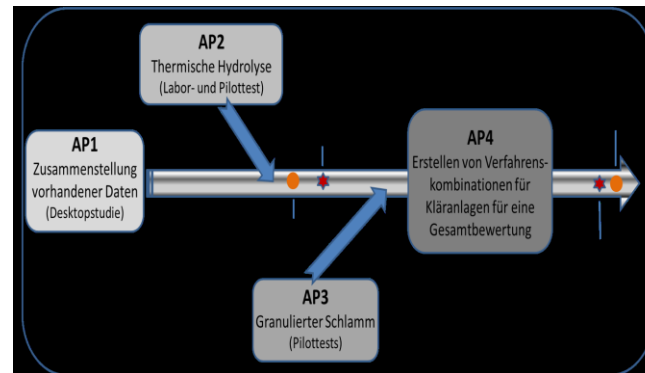 AP1
Zusammenstellung
vorhandener Daten
(Desktopstudie)
AP2
Thermische Hydrolyse
(Labor- und Pilottest)
AP3
Granulierter Schlamm
(Pilottests)
AP4
Erstellen von Verfahrens-
kombinationen für
Kläranlagen für eine
Gesamtbewertung